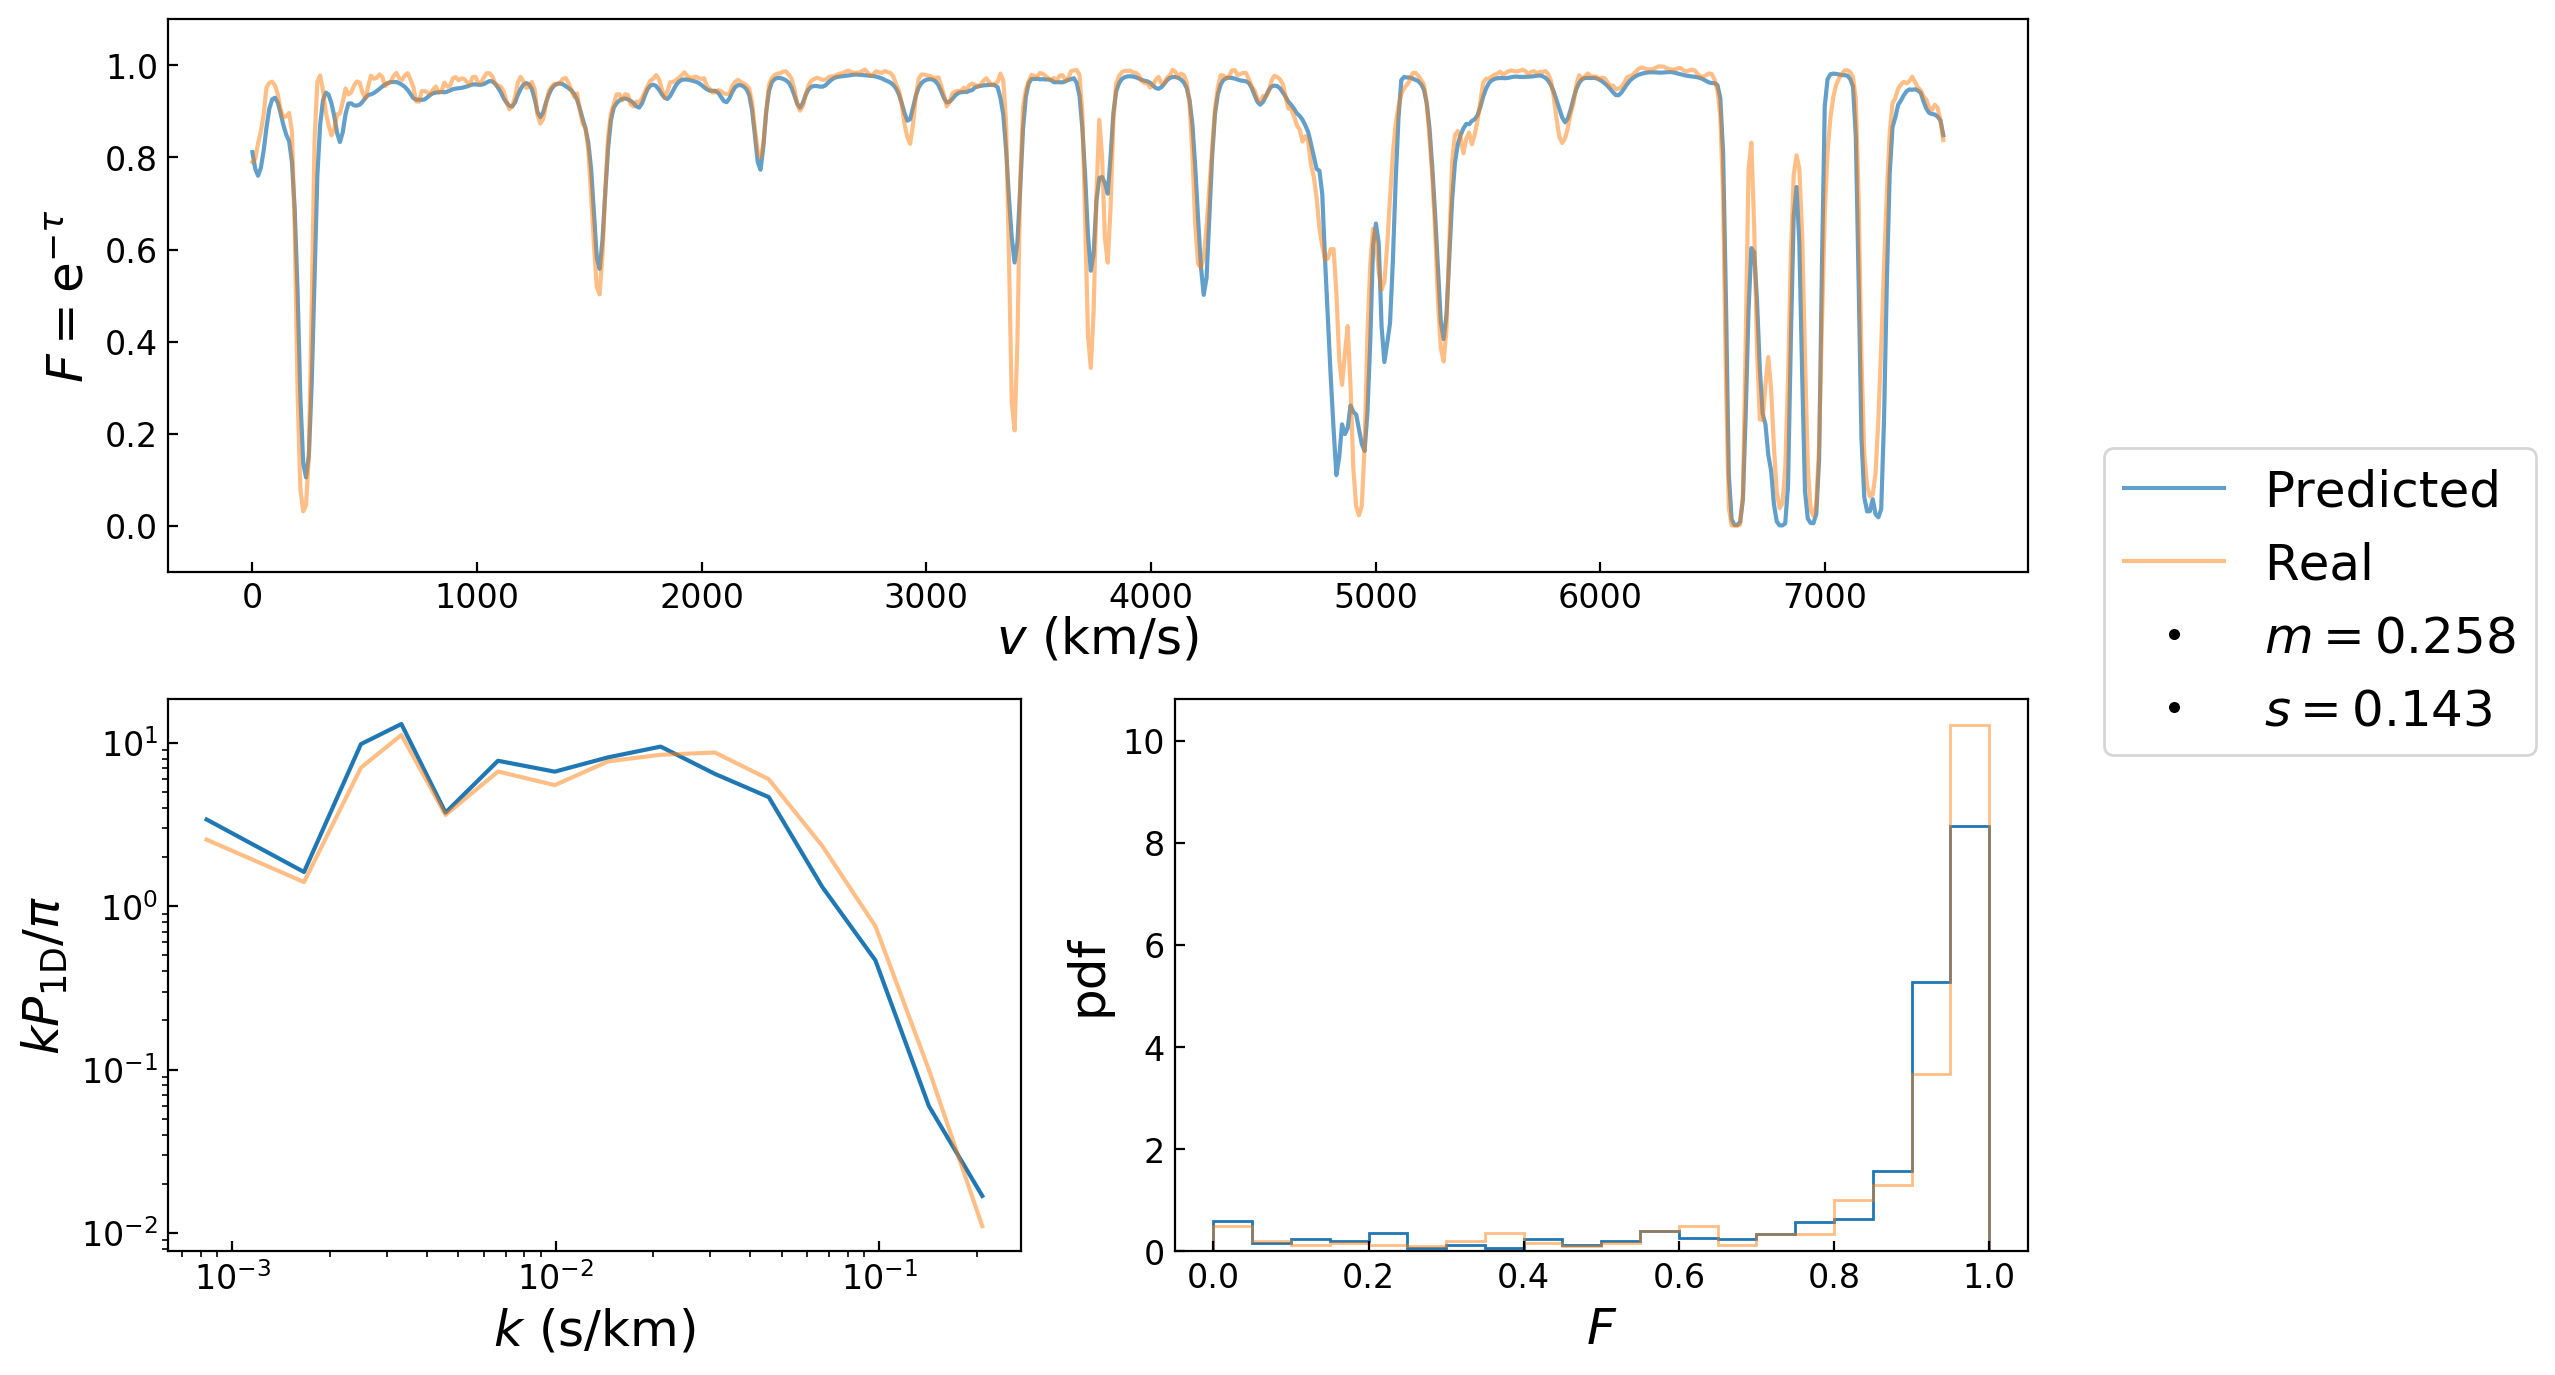 1.0
0.8
0.6
0.4
0.2
0.0
F = e^{-τ}
0 1000 2000 3000 4000 5000 6000 7000
v (km/s)
Predicted
Real
m = 0.258
s = 0.143
10^1
10^0
10^{-1}
10^{-2}
kP_{1D}/π
10^{-3} 10^{-2} 10^{-1}
k (s/km)
10
8
6
4
2
0
pdf
0.0 0.2 0.4 0.6 0.8 1.0
F